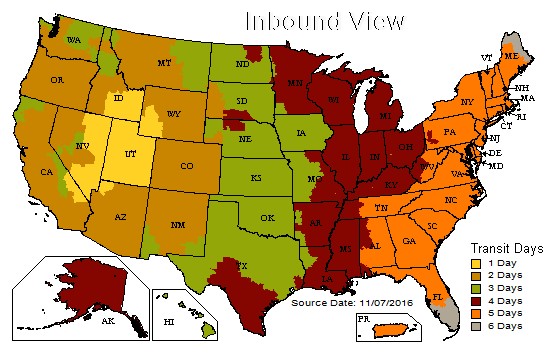 Inbound View
WA
MT
ND
MN
ME
VT
OR
ID
WY
SD
WI
MI
NY
NH
MA
RI
CT
NV
UT
NE
IA
IL
IN
OH
PA
NJ
DE
MD
CA
CO
KS
MO
KY
WV
VA
AZ
NM
OK
AR
TN
NC
SC
TX
LA
MS
AL
GA
FL
Transit Days
1 Day
2 Days
3 Days
4 Days
5 Days
6 Days
Source Date: 11/07/2016
AK
HI
PR